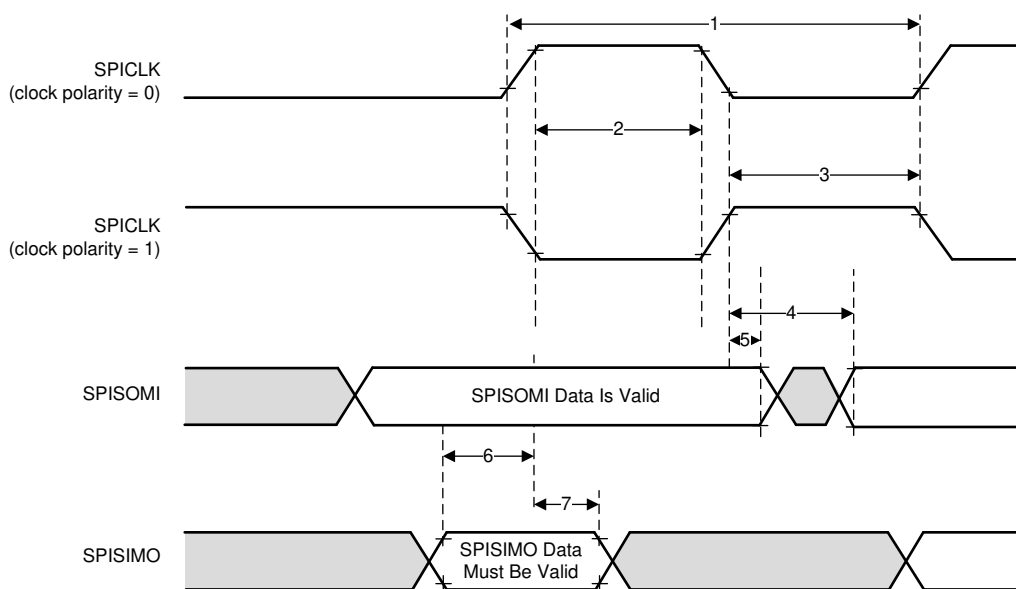 1
SPICLK
(clock polarity = 0)
2
3
SPICLK
(clock polarity = 1)
4
5
SPISOMI
SPISOMI Data Is Valid
6
7
SPISIMO
SPISIMO Data
Must Be Valid